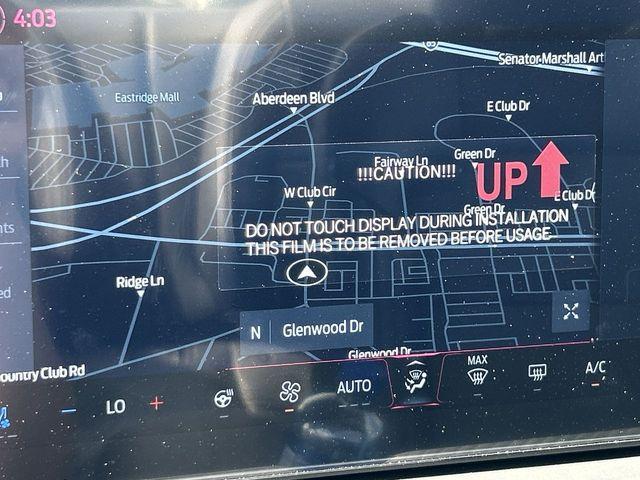 4:03
Senator Marshall Art
Eastridge Mall
Aberdeen Blvd
E Club Dr
Fairway Ln
Green Dr
!!!CAUTION!!!
UP
W Club Cir
E Club Dr
Green Dr
DO NOT TOUCH DISPLAY DURING INSTALLATION
THIS FILM IS TO BE REMOVED BEFORE USAGE
Ridge Ln
N
Glenwood Dr
Glenwood Dr
ountry Club Rd
LO
AUTO
MAX
A/C